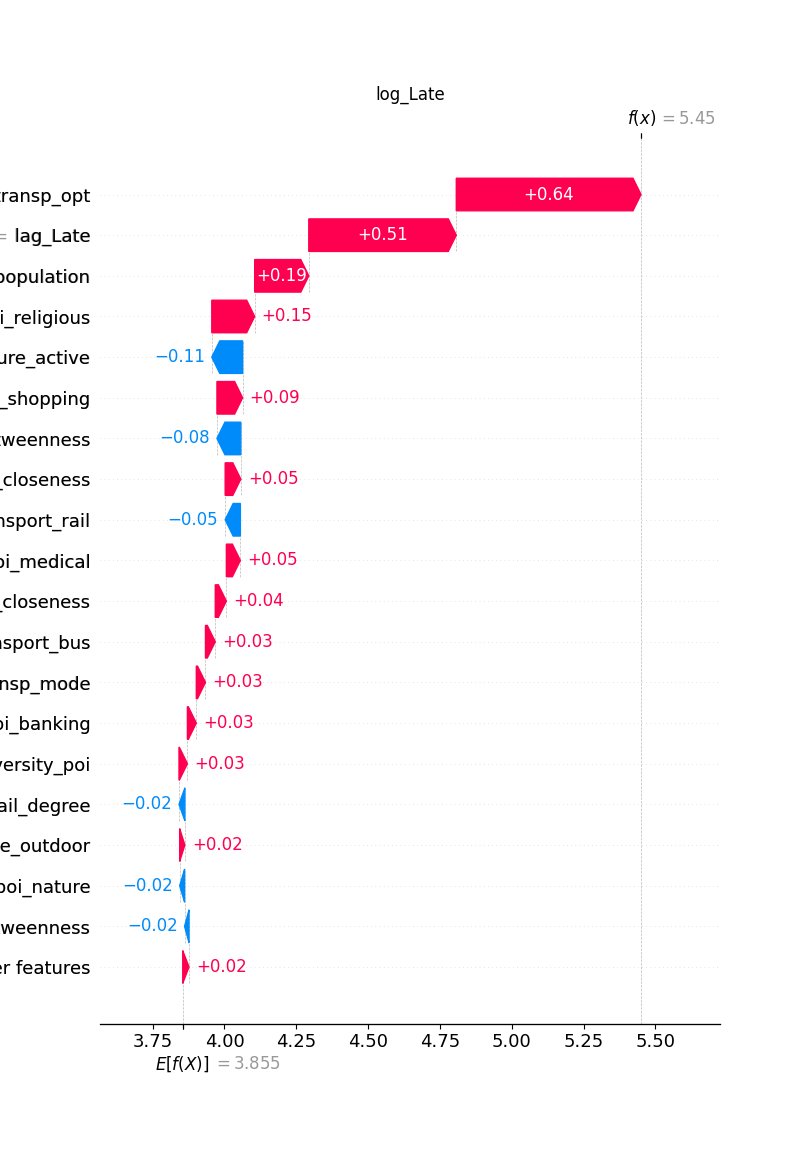 log_Late
f(x) = 5.45
ransp_opt +0.64
= lag_Late +0.51
population +0.19
i_religious +0.15
ure_active −0.11
_shopping +0.09
tweenness −0.08
_closeness +0.05
nsport_rail −0.05
oi_medical +0.05
_closeness +0.04
nsport_bus +0.03
nsp_mode +0.03
oi_banking +0.03
versity_poi +0.03
ail_degree −0.02
e_outdoor +0.02
poi_nature −0.02
tweenness −0.02
er features +0.02
3.75 4.00 4.25 4.50 4.75 5.00 5.25 5.50
E[f(X)] = 3.855